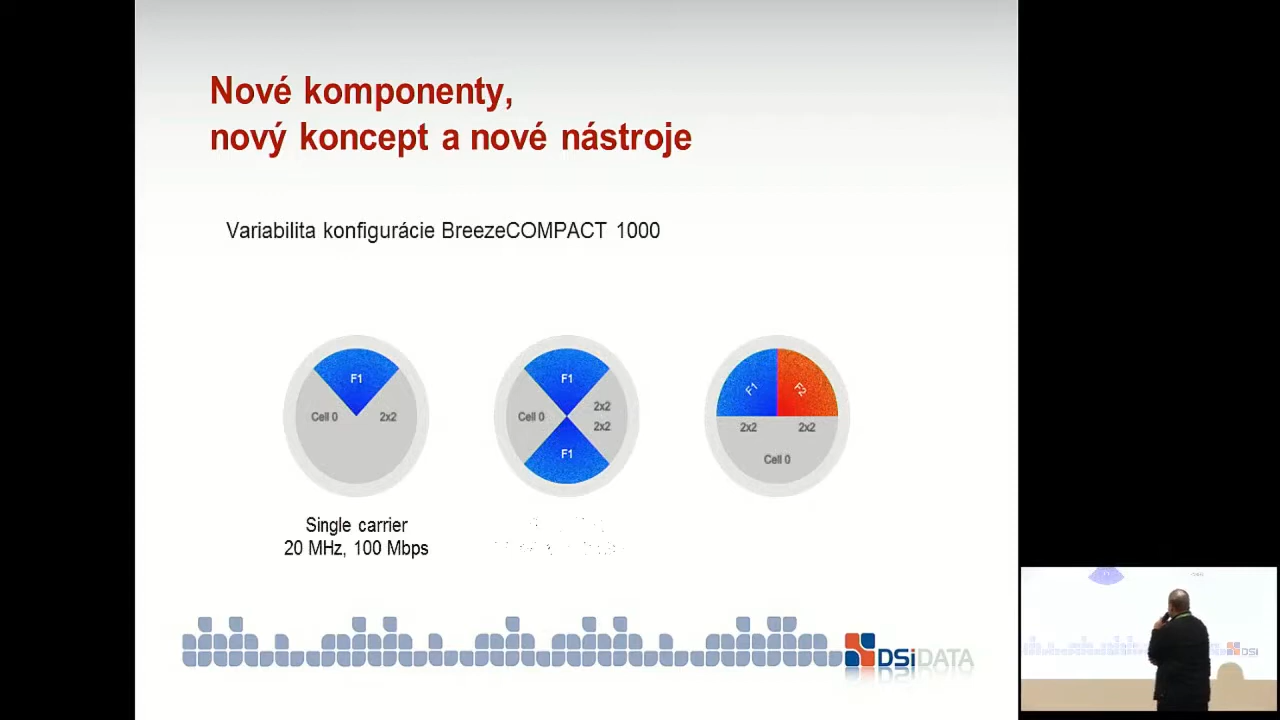 Nové komponenty,
nový koncept a nové nástroje
Variabilita konfigurácie BreezeCOMPACT 1000
F1
Cell 0
2x2
F1
Cell 0
2x2
2x2
F1
F1
F2
2x2
2x2
Cell 0
Single carrier
20 MHz, 100 Mbps
DSiDATA
DSi